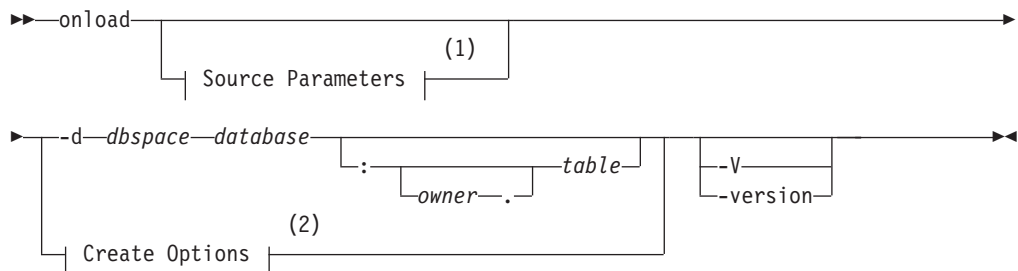 onload
(1)
Source Parameters
-d dbspace database
: table
owner .
-V
-version
(2)
Create Options